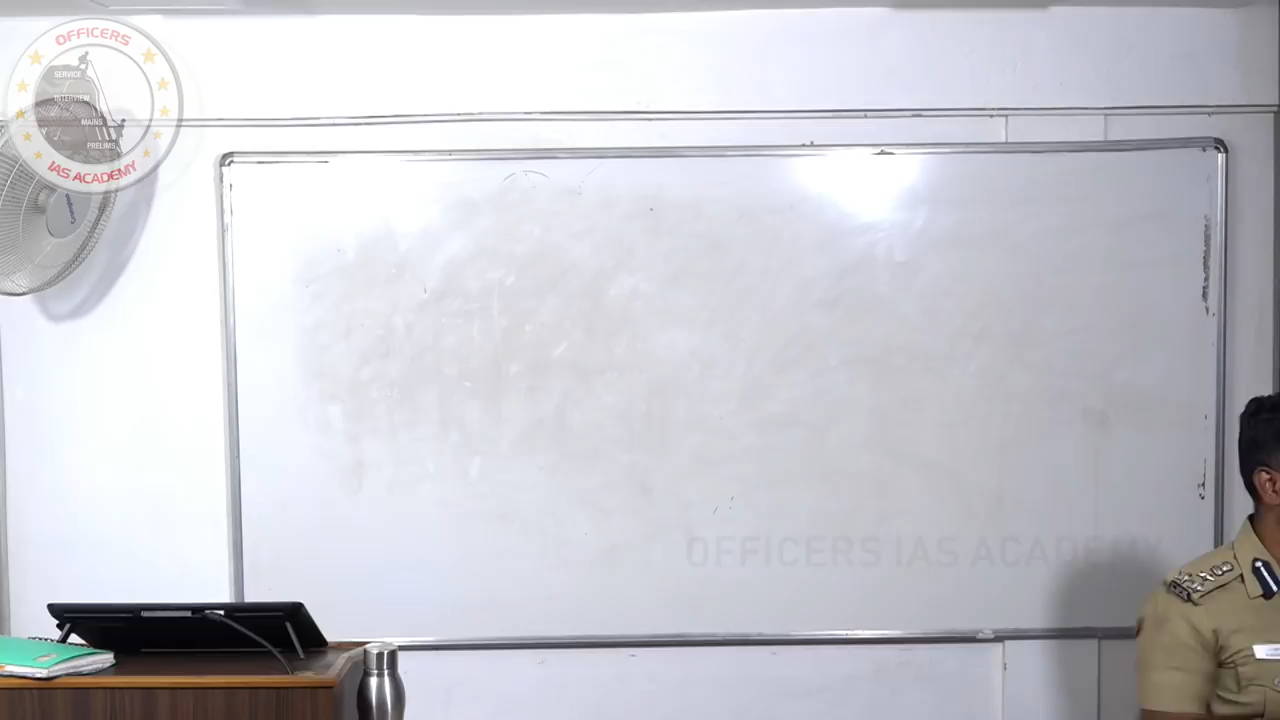 OFFICERS
SERVICE
INTERVIEW
MAINS
PRELIMS
IAS ACADEMY
OFFICERS IAS ACADEMY